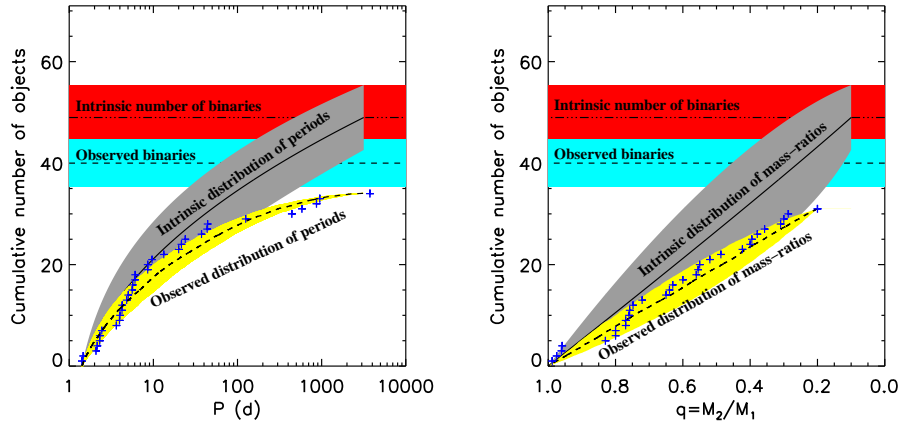 60
40
20
0
Cumulative number of objects
Intrinsic number of binaries
Observed binaries
Intrinsic distribution of periods
Observed distribution of periods
1 10 100 1000 10000
P (d)
60
40
20
0
Cumulative number of objects
Intrinsic number of binaries
Observed binaries
Intrinsic distribution of mass-ratios
Observed distribution of mass-ratios
1.0 0.8 0.6 0.4 0.2 0.0
q=M₂/M₁